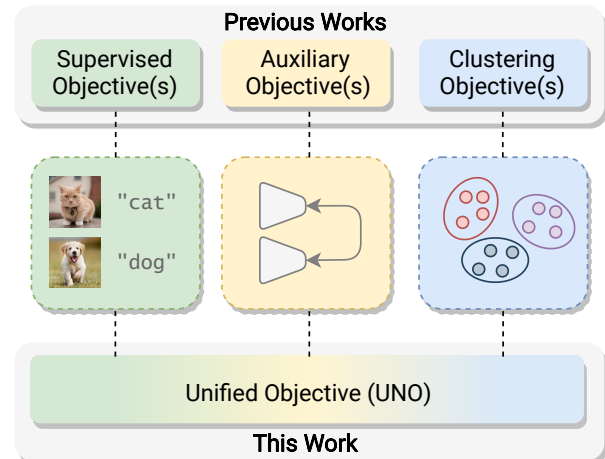 Previous Works
Supervised
Objective(s)
Auxiliary
Objective(s)
Clustering
Objective(s)
"cat"
"dog"
Unified Objective (UNO)
This Work